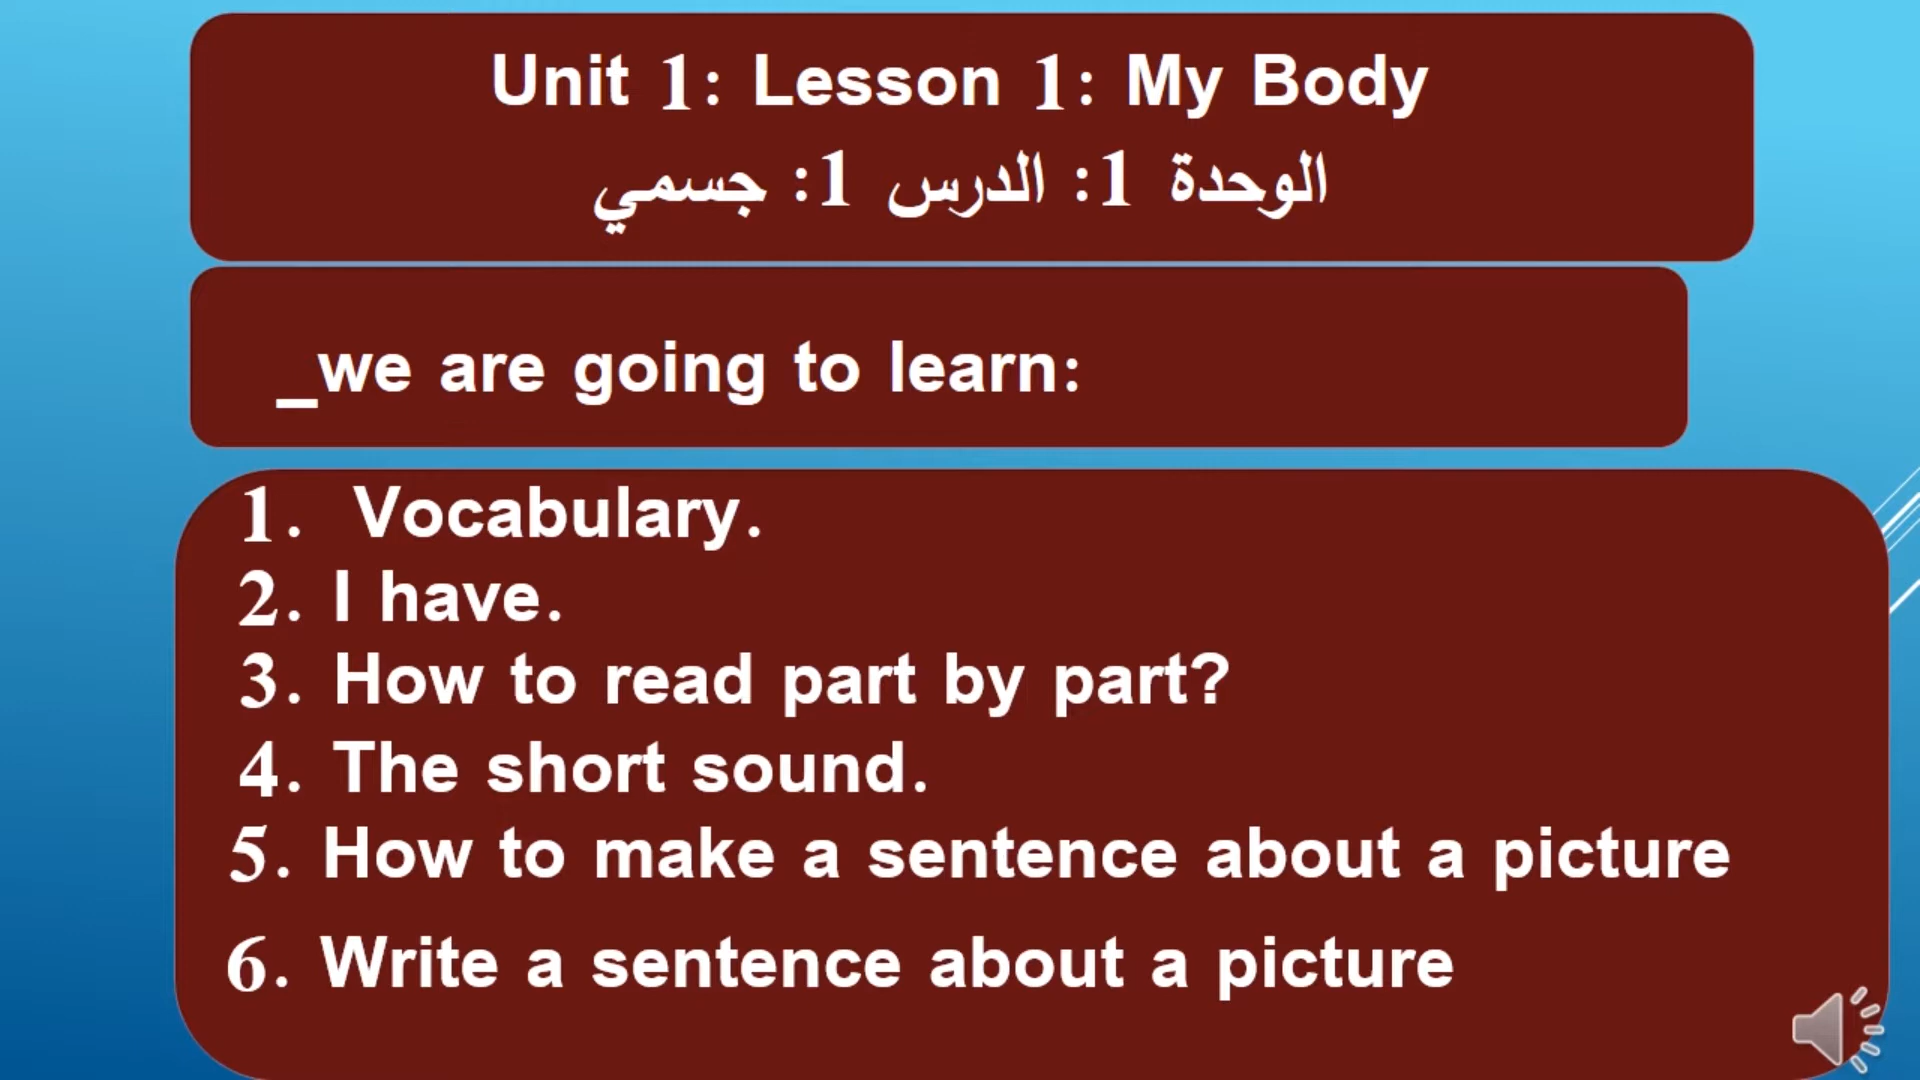 Unit 1: Lesson 1: My Body
الوحدة 1: الدرس 1: جسمي
_we are going to learn:
1. Vocabulary.
2. I have.
3. How to read part by part?
4. The short sound.
5. How to make a sentence about a picture
6. Write a sentence about a picture